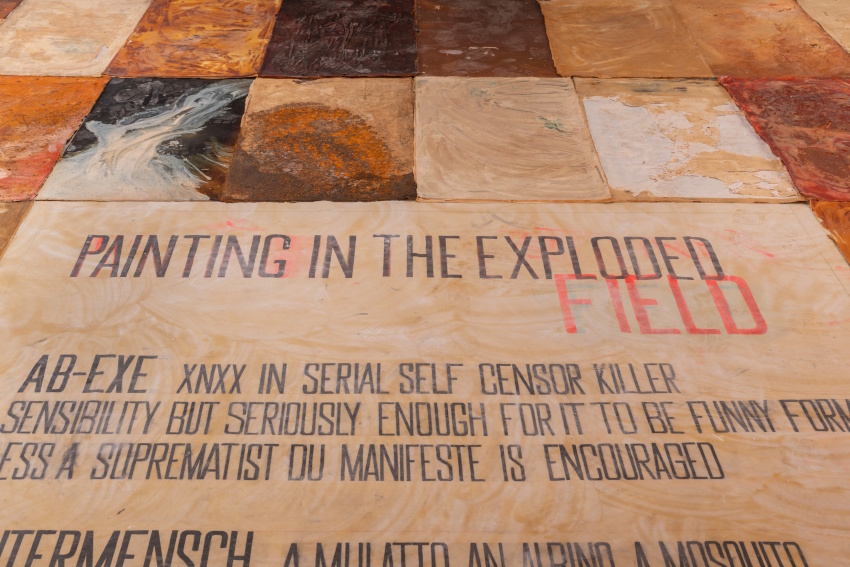 PAINTING IN THE EXPLODED
FIELD
AB-EXE XNXX IN SERIAL SELF CENSOR KILLER
SENSIBILITY BUT SERIOUSLY ENOUGH FOR IT TO BE FUNNY FORM
ESS A SUPREMATIST DU MANIFESTE IS ENCOURAGED
NTERMENSCH A MULATTO AN ALBINO A MOSQUITO